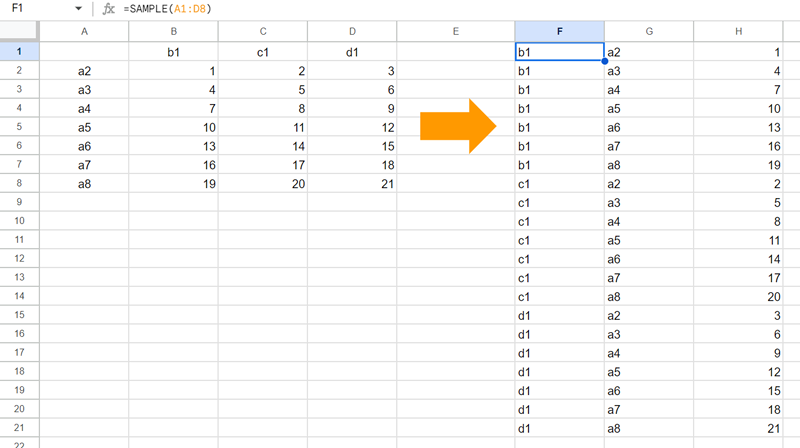 F1 fx =SAMPLE(A1:D8)
A B C D E F G H
1 b1 c1 d1 b1 a2 1
2 a2 1 2 3 b1 a3 4
3 a3 4 5 6 b1 a4 7
4 a4 7 8 9 b1 a5 10
5 a5 10 11 12 b1 a6 13
6 a6 13 14 15 b1 a7 16
7 a7 16 17 18 b1 a8 19
8 a8 19 20 21 c1 a2 2
9 c1 a3 5
10 c1 a4 8
11 c1 a5 11
12 c1 a6 14
13 c1 a7 17
14 c1 a8 20
15 d1 a2 3
16 d1 a3 6
17 d1 a4 9
18 d1 a5 12
19 d1 a6 15
20 d1 a7 18
21 d1 a8 21
22